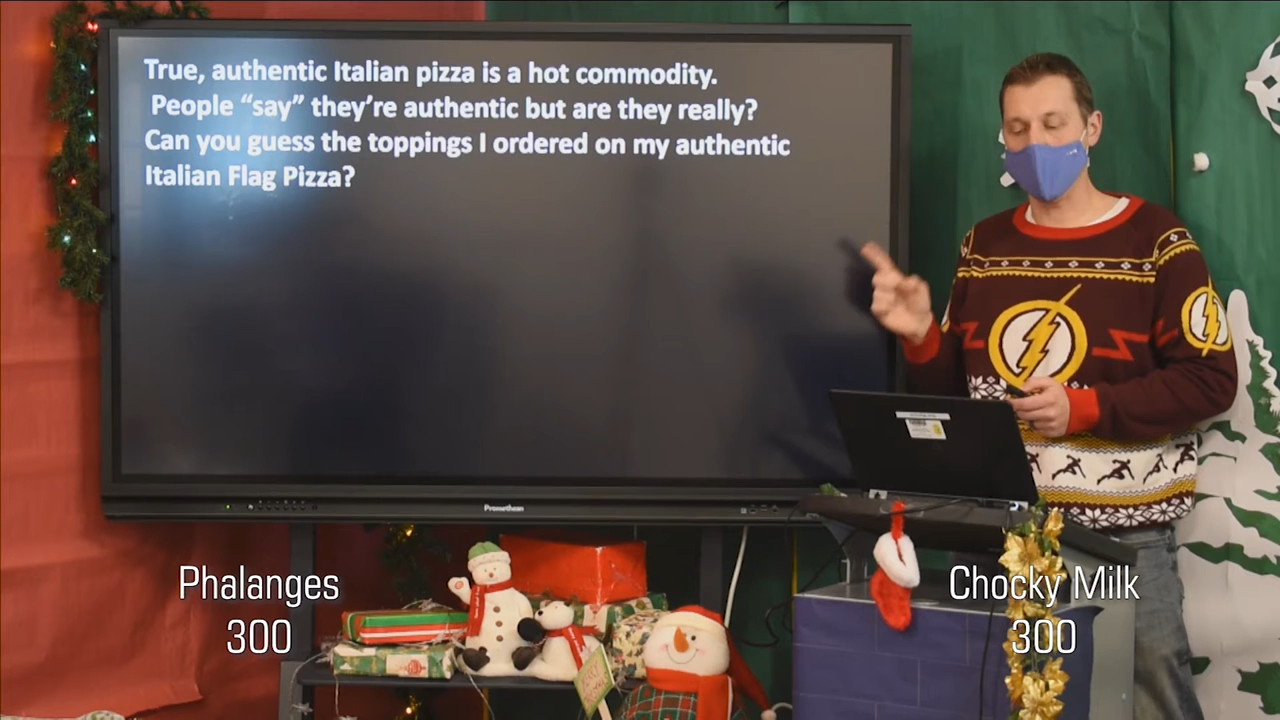 True, authentic Italian pizza is a hot commodity.
People “say” they’re authentic but are they really?
Can you guess the toppings I ordered on my authentic
Italian Flag Pizza?
Promethean
Phalanges
300
Chocky Milk
300